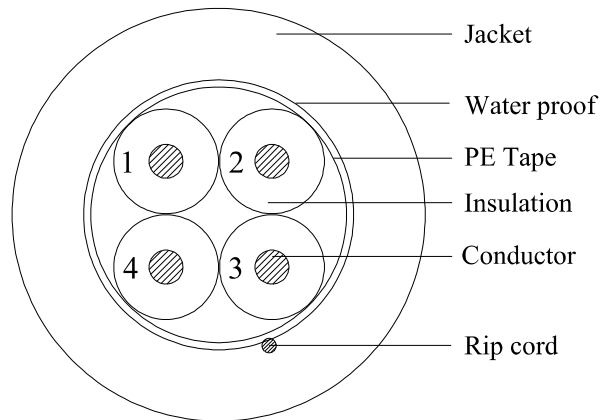 Jacket
Water proof
1
2
PE Tape
Insulation
4
3
Conductor
Rip cord